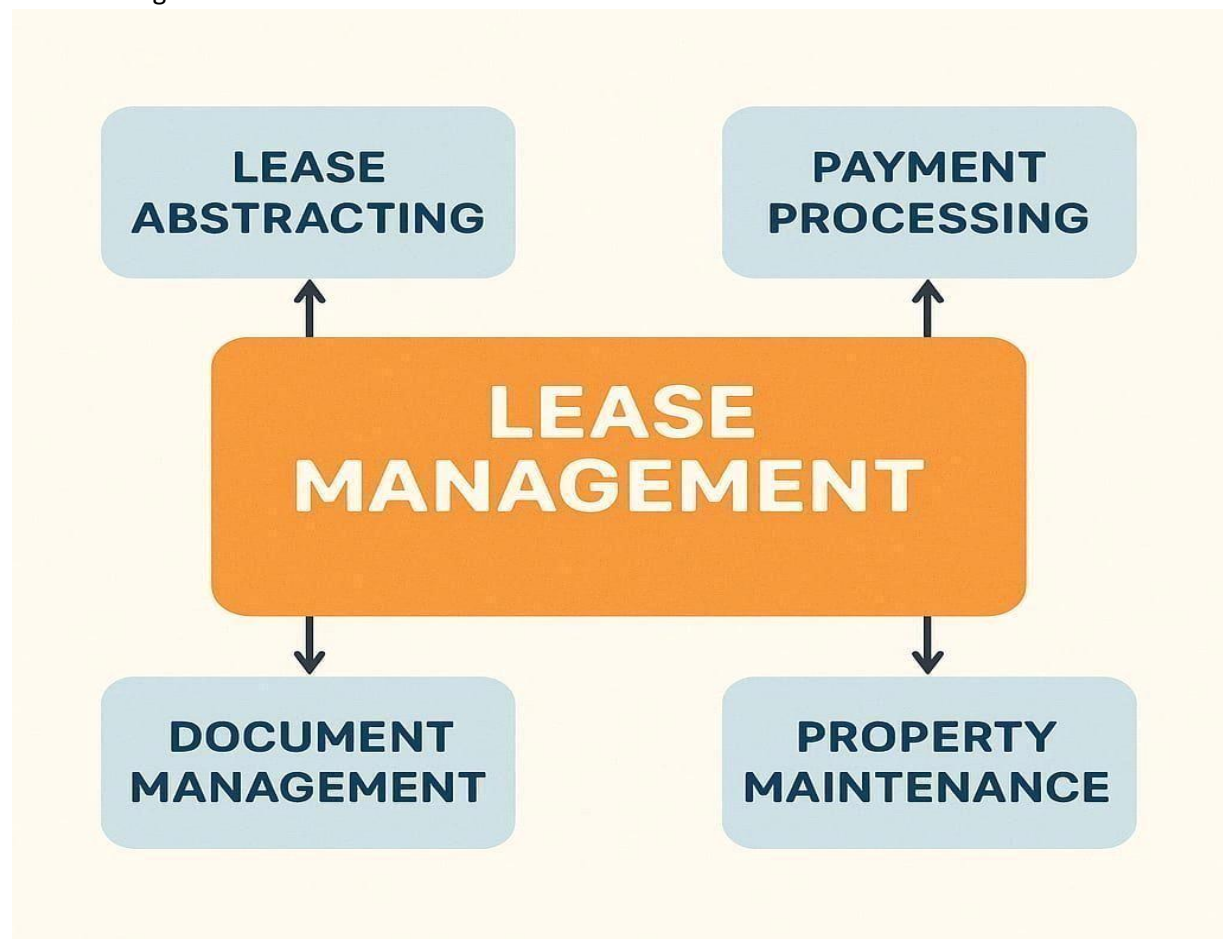 LEASE
ABSTRACTING
PAYMENT
PROCESSING
LEASE
MANAGEMENT
DOCUMENT
MANAGEMENT
PROPERTY
MAINTENANCE